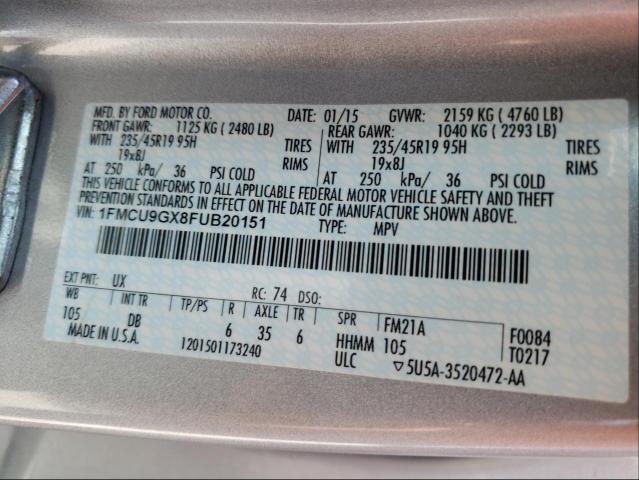 MFD. BY FORD MOTOR CO. 01/15 GVWR: 2159 KG ( 4760 LB)
FRONT GAWR: 1125 KG ( 2480 LB) REAR GAWR: 1040 KG ( 2293 LB)
WITH 235/45R19 95H TIRES WITH 235/45R19 95H TIRES
19x8J RIMS 19x8J RIMS
AT 250 kPa/ 36 PSI COLD AT 250 kPa/ 36 PSI COLD
THIS VEHICLE CONFORMS TO ALL APPLICABLE FEDERAL MOTOR VEHICLE SAFETY AND THEFT
PREVENTION STANDARDS IN EFFECT ON THE DATE OF MANUFACTURE SHOWN ABOVE.
VIN: 1FMCU9GX8FUB20151 TYPE: MPV
EXT PNT: UX RC: 74 DSO:
WB INT TR TP/PS R AXLE TR SPR FM21A F0084
105 DB 6 35 6 HHMM 105 T0217
MADE IN U.S.A. 1201501173240 ULC ▽5U5A-3520472-AA